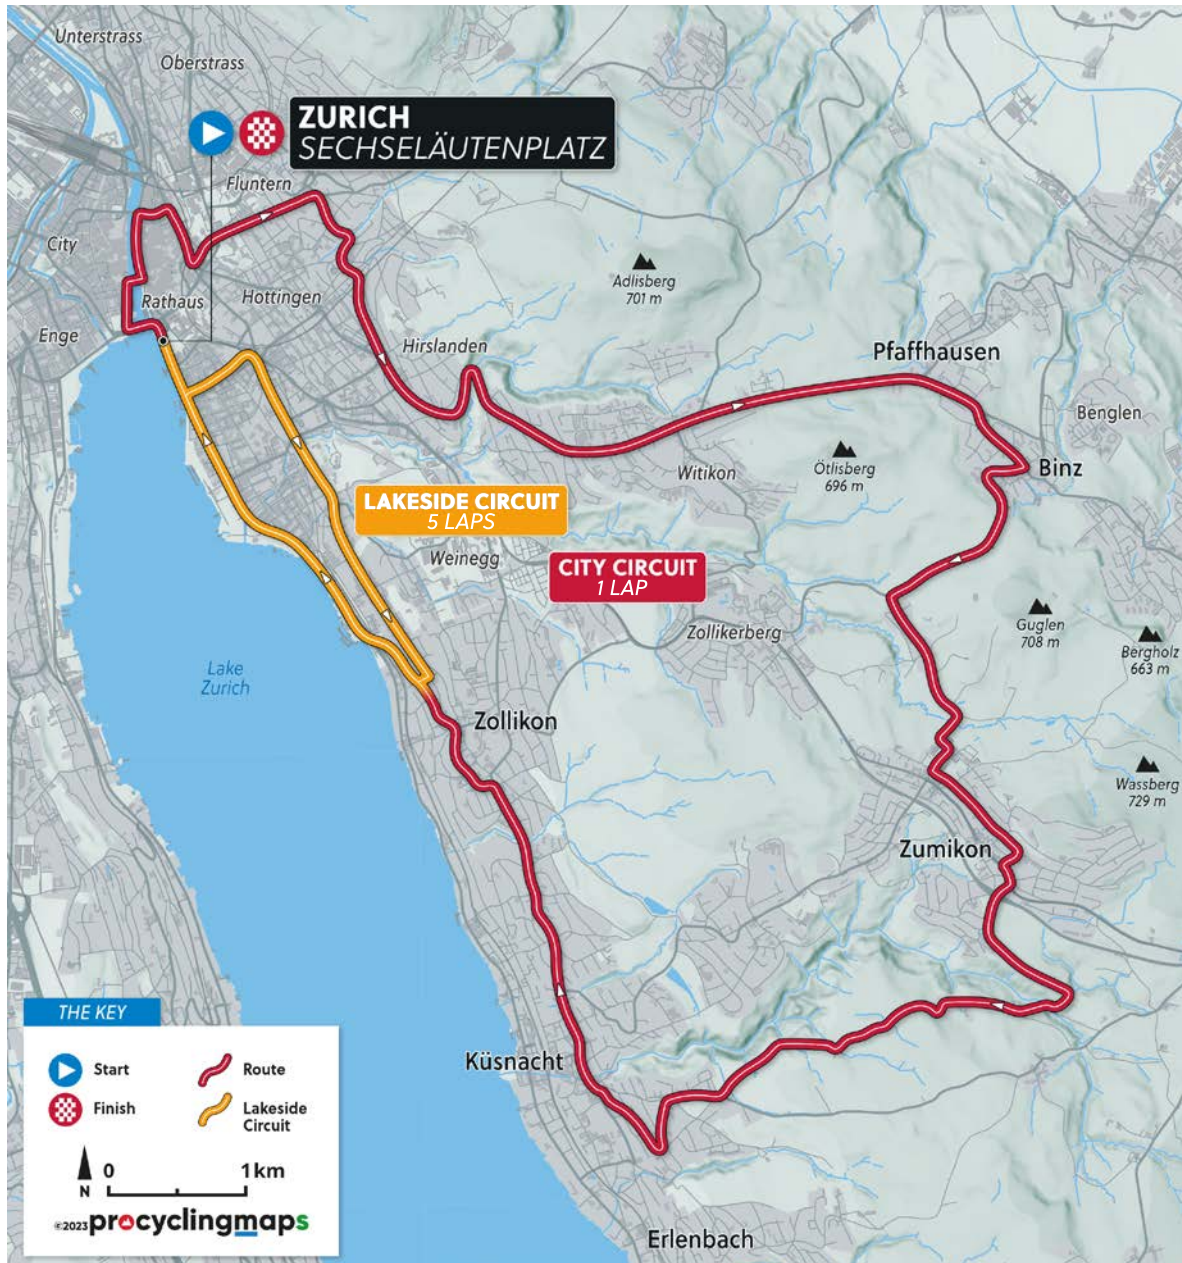 Unterstrass
Oberstrass
ZURICH
SECHSELÄUTENPLATZ
Fluntern
City
Rathaus
Hottingen
Enge
Adlisberg
701 m
Hirslanden
Pfaffhausen
Benglen
Witikon
Ötlisberg
696 m
Binz
LAKESIDE CIRCUIT
5 LAPS
Weinegg
CITY CIRCUIT
1 LAP
Zollikerberg
Guglen
708 m
Bergholz
663 m
Lake
Zurich
Zollikon
Wassberg
729 m
Zumikon
Küsnacht
Erlenbach
THE KEY
Start
Route
Finish
Lakeside
Circuit
N
0 1 km
©2023 procyclingmaps